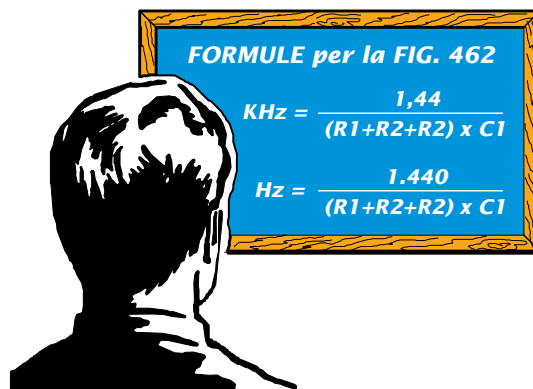 FORMULE per la FIG. 462
KHz = 1,44
(R1+R2+R2) x C1
Hz = 1.440
(R1+R2+R2) x C1